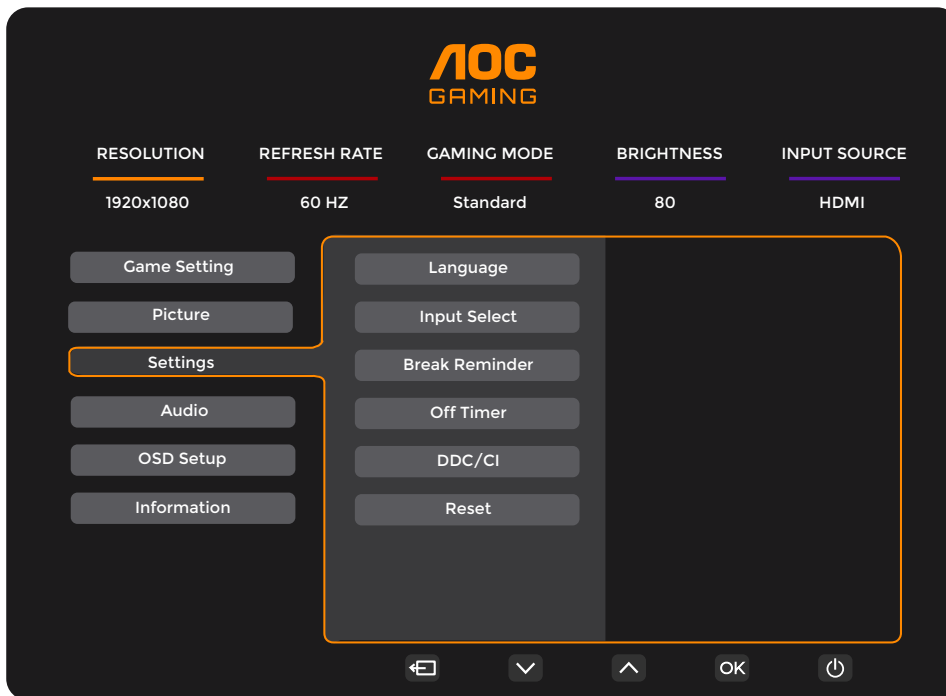 AOC
GAMING
RESOLUTION REFRESH RATE GAMING MODE BRIGHTNESS INPUT SOURCE
1920x1080 60 HZ Standard 80 HDMI
Game Setting Language
Picture Input Select
Settings Break Reminder
Audio Off Timer
OSD Setup DDC/CI
Information Reset
OK